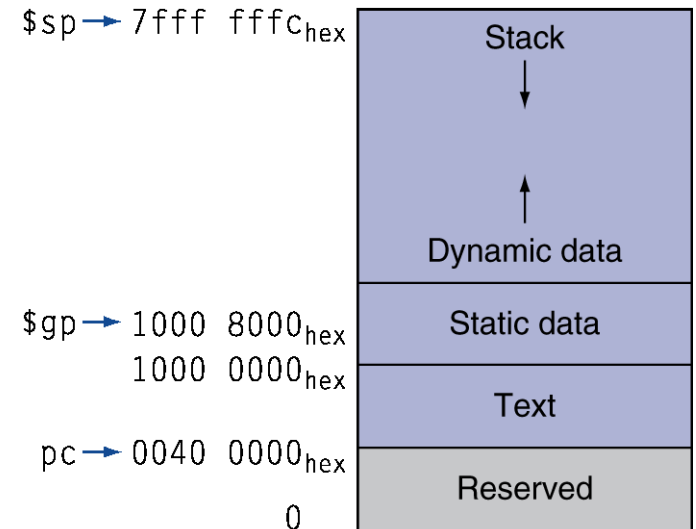 $sp → 7fff fffc hex
Stack
Dynamic data
$gp → 1000 8000 hex
Static data
1000 0000 hex
Text
pc → 0040 0000 hex
Reserved
0